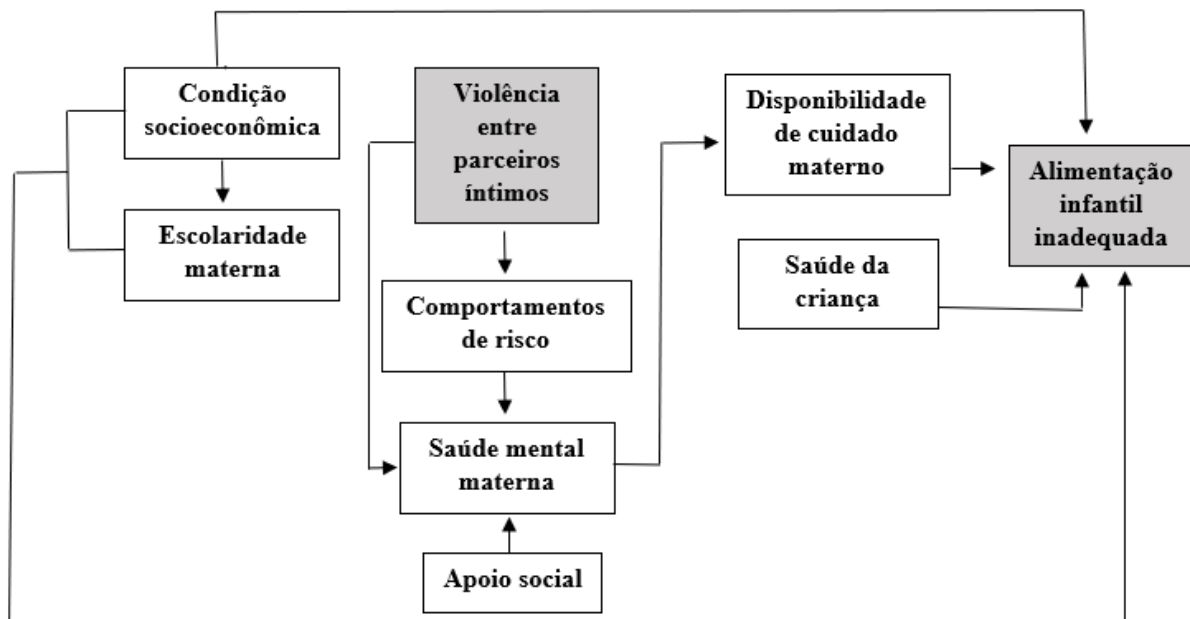 Condição
socioeconômica
Escolaridade
materna
Violência
entre
parceiros
íntimos
Comportamentos
de risco
Saúde mental
materna
Apoio social
Disponibilidade
de cuidado
materno
Saúde da
criança
Alimentação
infantil
inadequada